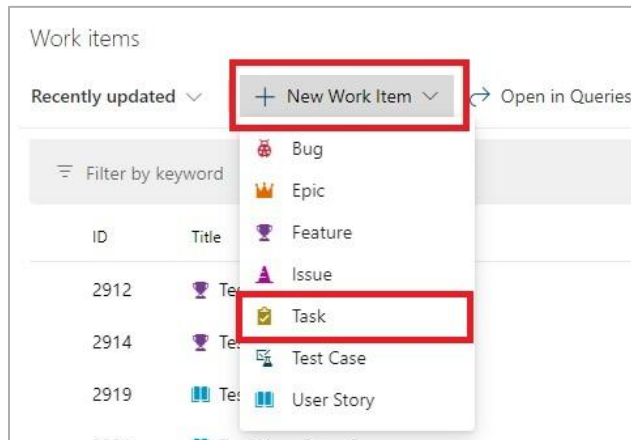 Work items
Recently updated
+ New Work Item
Open in Queries
Filter by keyword
Bug
Epic
Feature
Issue
Task
Test Case
User Story
ID Title
2912
2914
2919